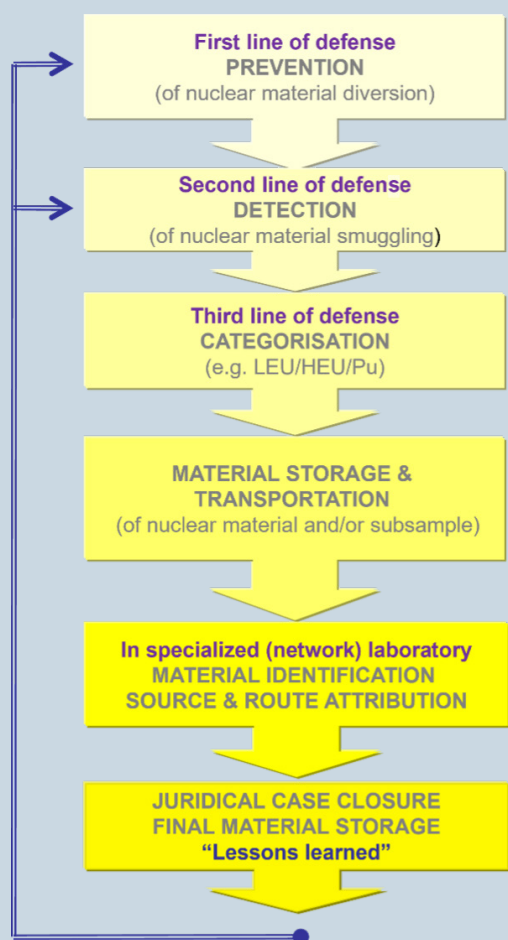 First line of defense
PREVENTION
(of nuclear material diversion)
Second line of defense
DETECTION
(of nuclear material smuggling)
Third line of defense
CATEGORISATION
(e.g. LEU/HEU/Pu)
MATERIAL STORAGE &
TRANSPORTATION
(of nuclear material and/or subsample)
In specialized (network) laboratory
MATERIAL IDENTIFICATION
SOURCE & ROUTE ATTRIBUTION
JURIDICAL CASE CLOSURE
FINAL MATERIAL STORAGE
“Lessons learned”